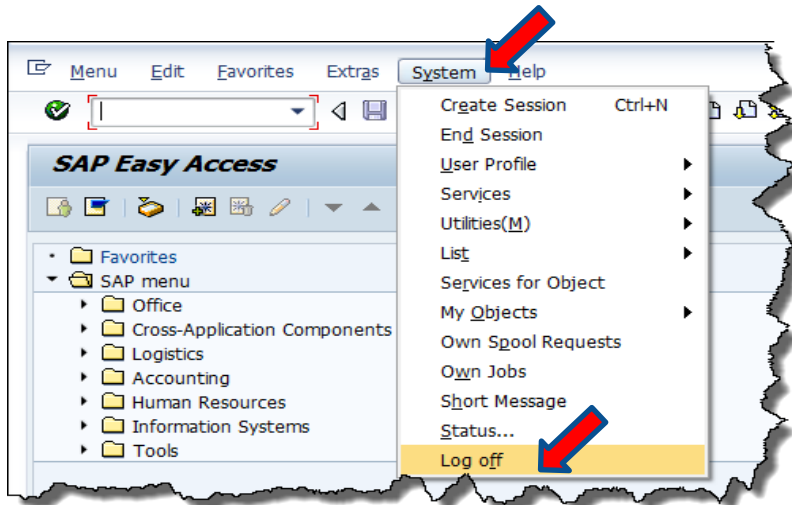 Menu Edit Favorites Extras System Help
SAP Easy Access
Create Session Ctrl+N
End Session
User Profile
Services
Utilities(M)
List
Services for Object
My Objects
Own Spool Requests
Own Jobs
Short Message
Status...
Log off
Favorites
SAP menu
Office
Cross-Application Components
Logistics
Accounting
Human Resources
Information Systems
Tools